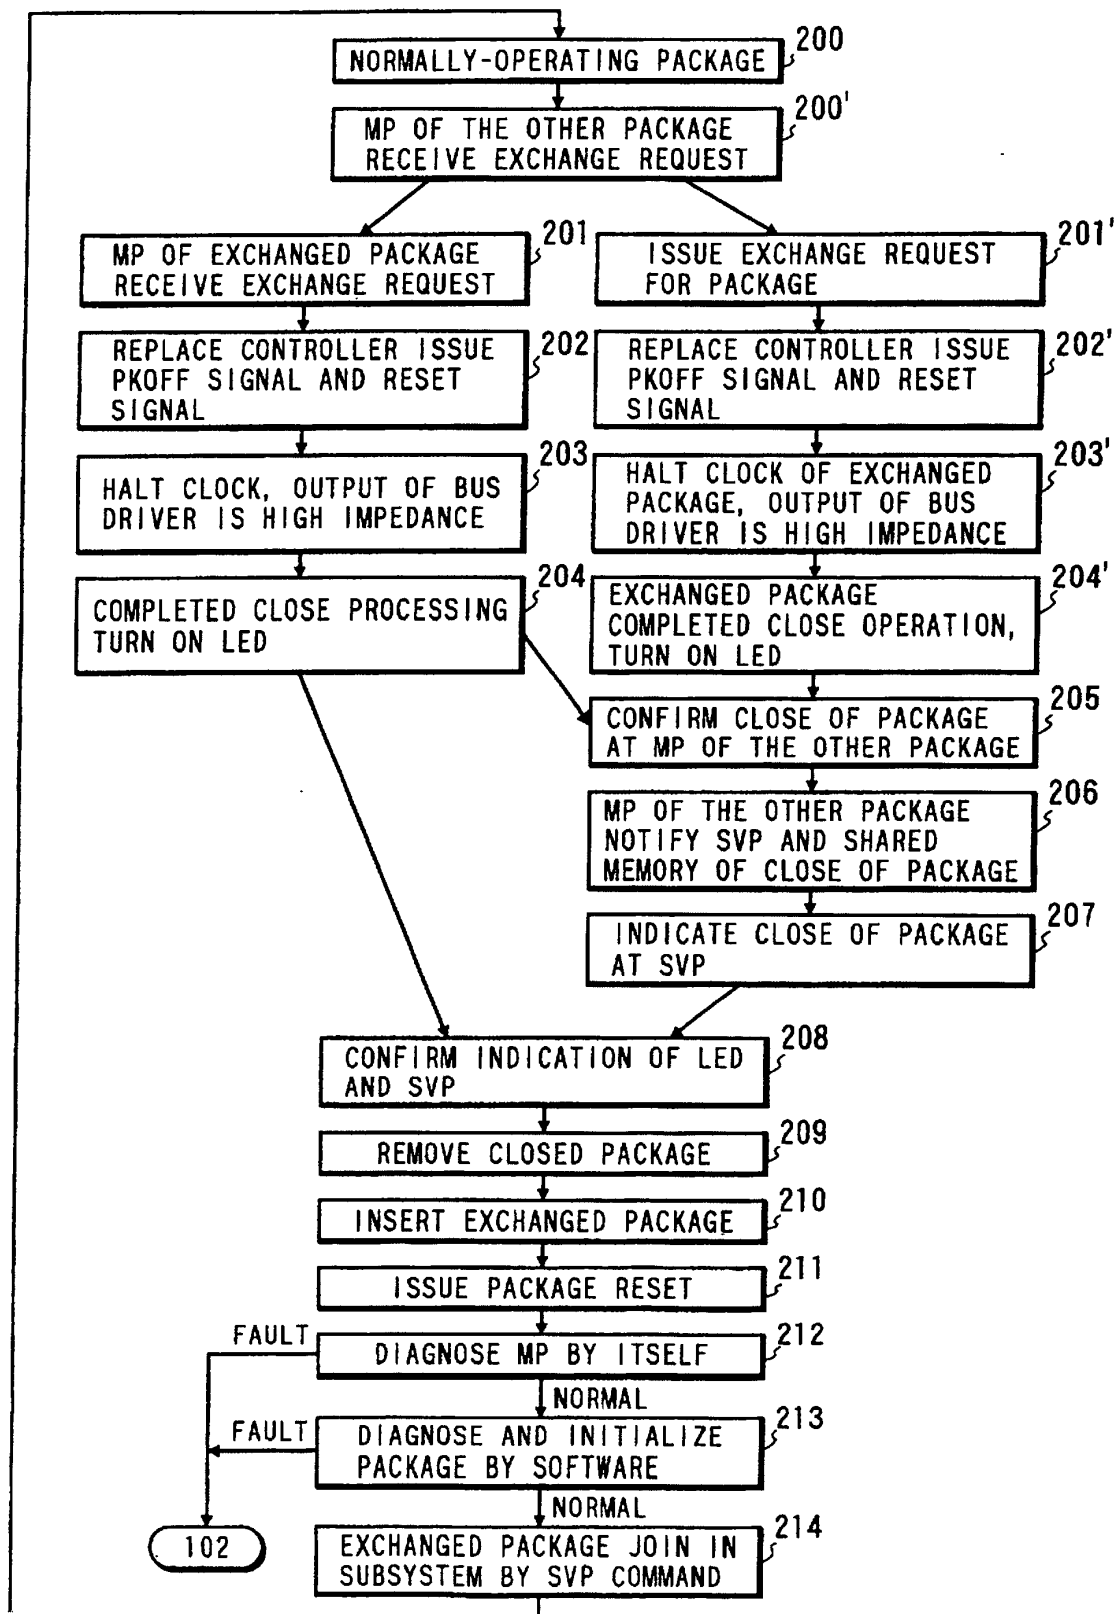 200
NORMALLY-OPERATING PACKAGE
200'
MP OF THE OTHER PACKAGE
RECEIVE EXCHANGE REQUEST
201
MP OF EXCHANGED PACKAGE
RECEIVE EXCHANGE REQUEST
201'
ISSUE EXCHANGE REQUEST
FOR PACKAGE
202
REPLACE CONTROLLER ISSUE
PKOFF SIGNAL AND RESET
SIGNAL
202'
REPLACE CONTROLLER ISSUE
PKOFF SIGNAL AND RESET
SIGNAL
203
HALT CLOCK, OUTPUT OF BUS
DRIVER IS HIGH IMPEDANCE
203'
HALT CLOCK OF EXCHANGED
PACKAGE, OUTPUT OF BUS
DRIVER IS HIGH IMPEDANCE
204
COMPLETED CLOSE PROCESSING
TURN ON LED
204'
EXCHANGED PACKAGE
COMPLETED CLOSE OPERATION,
TURN ON LED
205
CONFIRM CLOSE OF PACKAGE
AT MP OF THE OTHER PACKAGE
206
MP OF THE OTHER PACKAGE
NOTIFY SVP AND SHARED
MEMORY OF CLOSE OF PACKAGE
207
INDICATE CLOSE OF PACKAGE
AT SVP
208
CONFIRM INDICATION OF LED
AND SVP
209
REMOVE CLOSED PACKAGE
210
INSERT EXCHANGED PACKAGE
211
ISSUE PACKAGE RESET
212
FAULT
DIAGNOSE MP BY ITSELF
NORMAL
213
FAULT
DIAGNOSE AND INITIALIZE
PACKAGE BY SOFTWARE
NORMAL
214
102
EXCHANGED PACKAGE JOIN IN
SUBSYSTEM BY SVP COMMAND